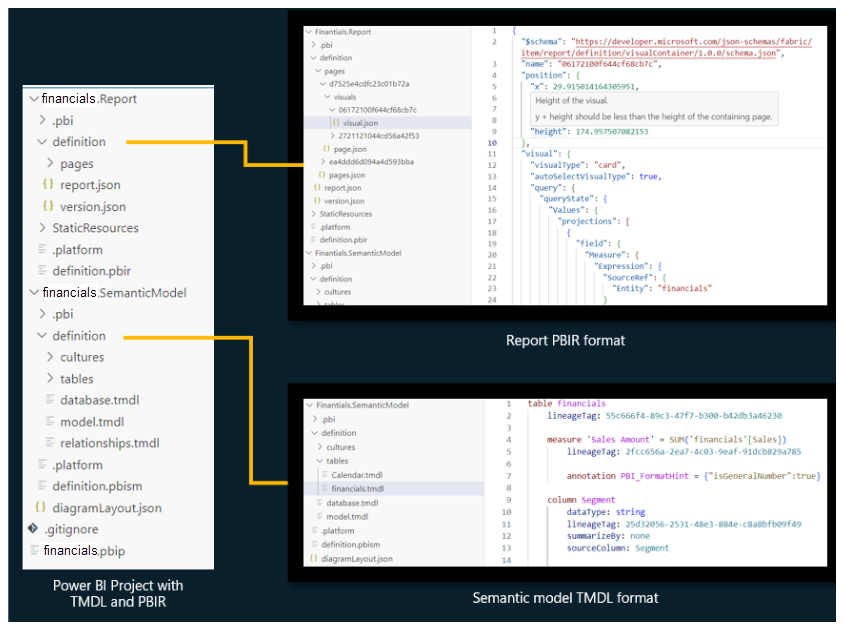 financials.Report
.pbi
definition
pages
report.json
version.json
StaticResources
.platform
definition.pbir
financials.SemanticModel
.pbi
definition
cultures
tables
database.tmdl
model.tmdl
relationships.tmdl
.platform
definition.pbism
diagramLayout.json
.gitignore
financials.pbip
Power BI Project with
TMDL and PBIR
Finantials.Report
.pbi
definition
pages
d7525e4cdfc23c01b72a
visuals
06172100f644cf68cb7c
visual.json
2721121044cd56a42f53
page.json
ea4ddd6d094a4d593bba
pages.json
report.json
version.json
StaticResources
.platform
definition.pbir
Finantials.SemanticModel
.pbi
definition
cultures
tables
1 {
2 "$schema": "https://developer.microsoft.com/json-schemas/fabric/
item/report/definition/visualContainer/1.0.0/schema.json",
3 "name": "06172100f644cf68cb7c",
4 "position": {
5 "x": 29.915014164305951,
6 Height of the visual.
7
8 y + height should be less than the height of the containing page.
9 "height": 174.957507082153
10 },
11 "visual": {
12 "visualType": "card",
13 "autoSelectVisualType": true,
14 "query": {
15 "queryState": {
16 "Values": {
17 "projections": [
18 {
19 "field": {
20 "Measure": {
21 "Expression": {
22 "SourceRef": {
23 "Entity": "financials"
24 }
Report PBIR format
Finantials.SemanticModel
.pbi
definition
cultures
tables
Calendar.tmdl
financials.tmdl
database.tmdl
model.tmdl
.platform
definition.pbism
diagramLayout.json
1 table financials
2 lineageTag: 55c666f4-89c3-47f7-b300-b42db3a46230
3
4 measure 'Sales Amount' = SUM('financials'[Sales])
5 lineageTag: 2fcc656a-2ea7-4c03-9eaf-91dcb829a785
6
7 annotation PBI_FormatHint = {"isGeneralNumber":true}
8
9 column Segment
10 dataType: string
11 lineageTag: 25d32056-2531-48e3-884e-c8a8bfb09f49
12 summarizeBy: none
13 sourceColumn: Segment
14
Semantic model TMDL format